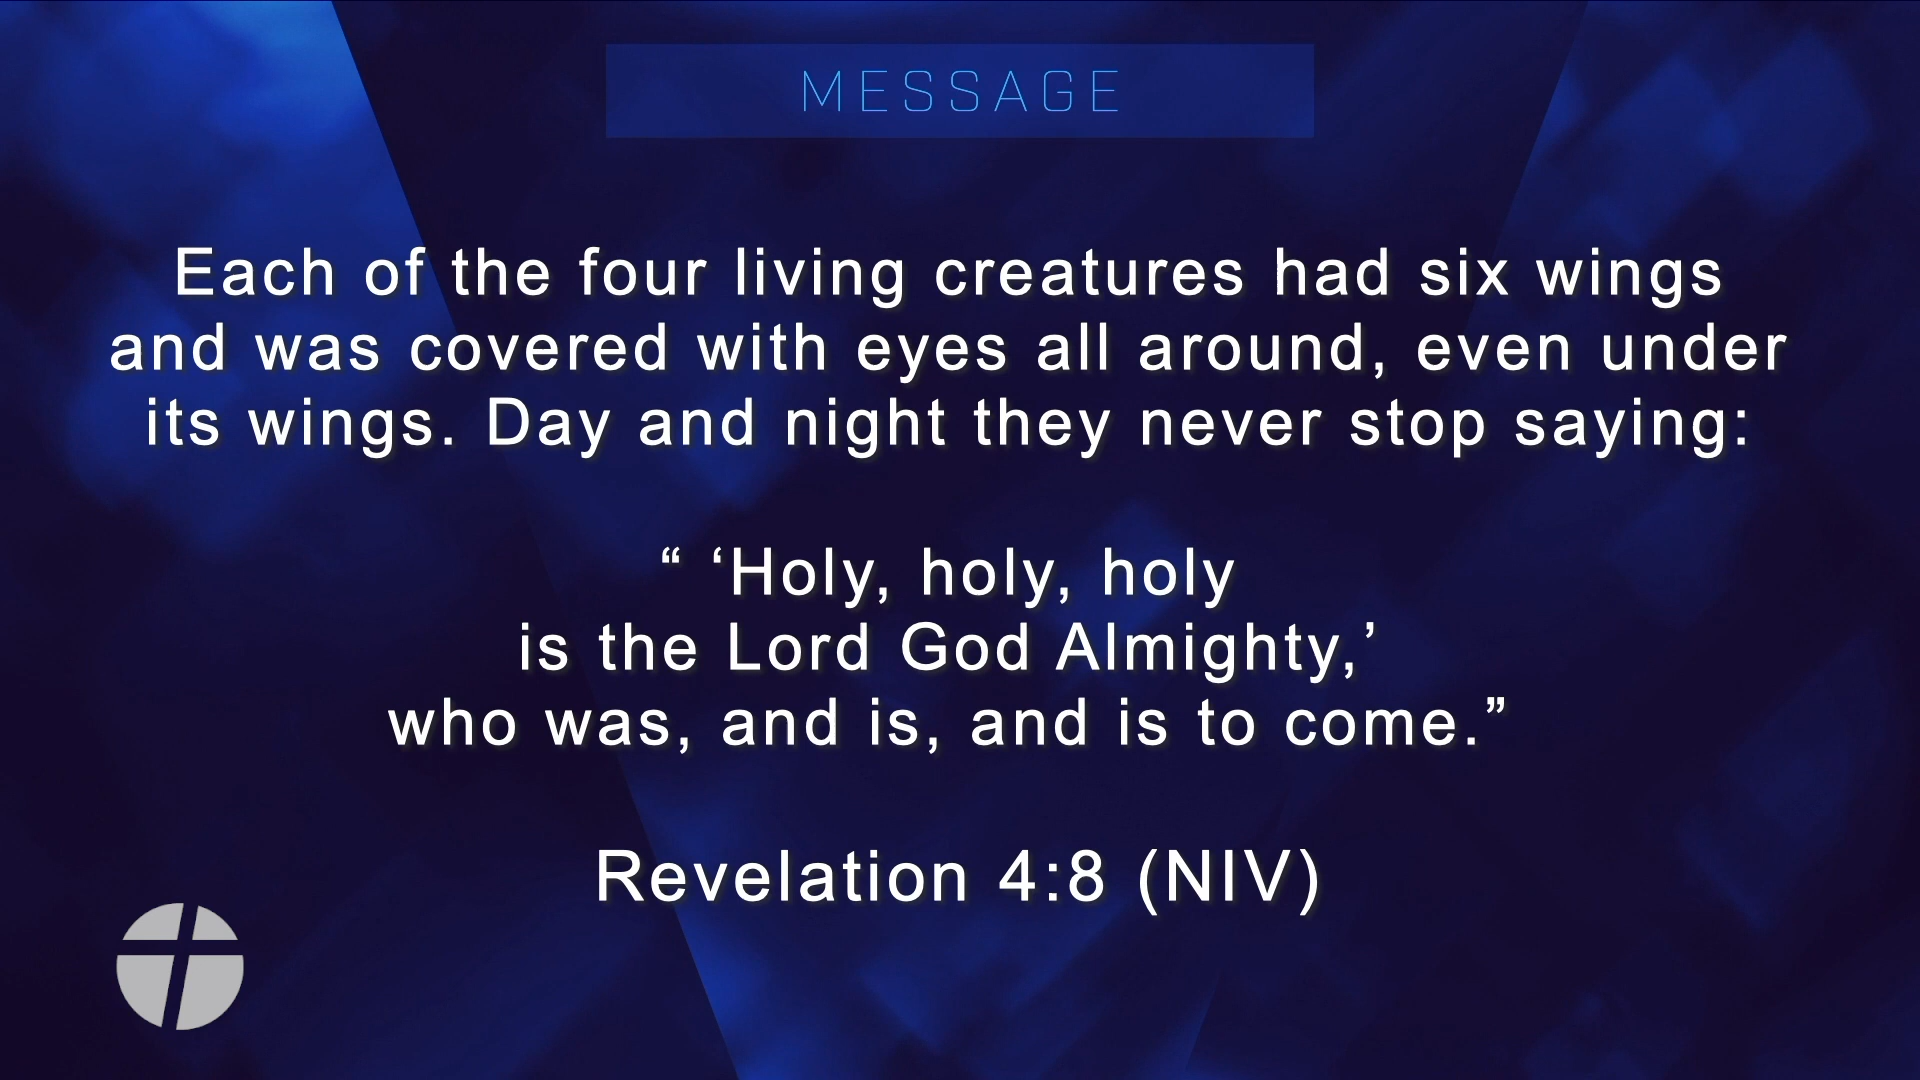 MESSAGE
Each of the four living creatures had six wings
and was covered with eyes all around, even under
its wings. Day and night they never stop saying:
“ ‘Holy, holy, holy
is the Lord God Almighty,’
who was, and is, and is to come.”
Revelation 4:8 (NIV)